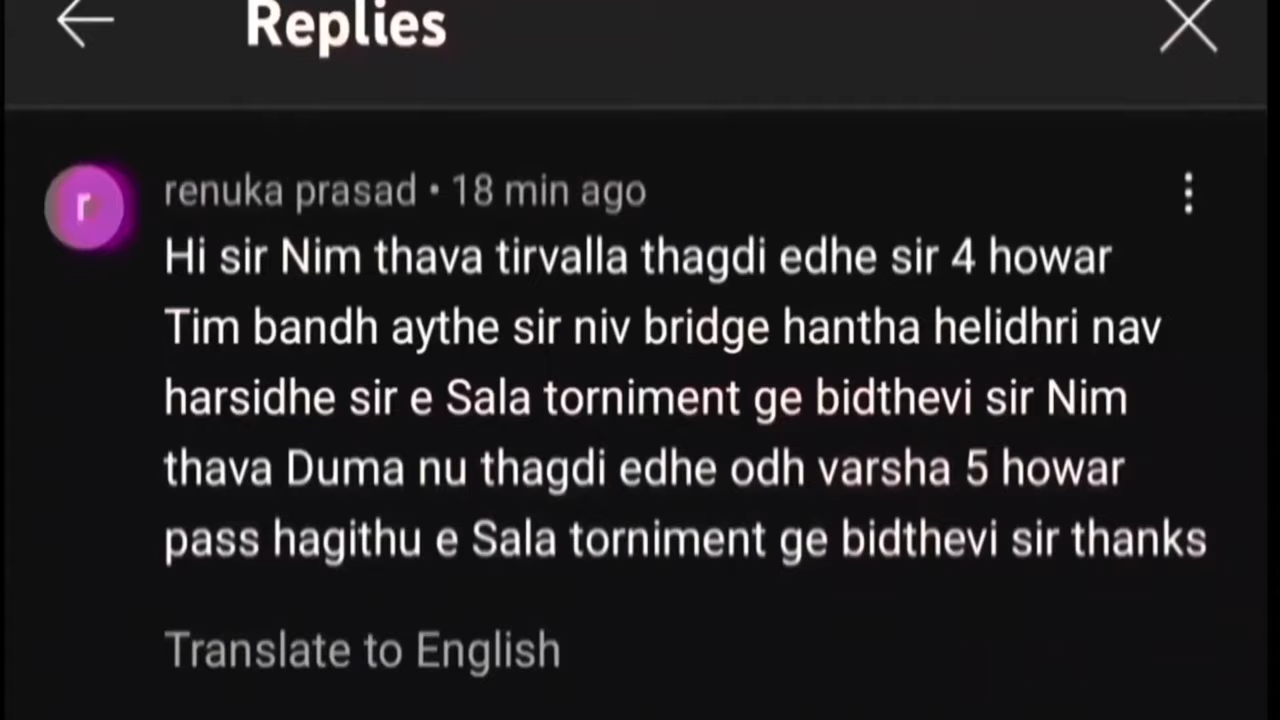 Replies
r
renuka prasad • 18 min ago
Hi sir Nim thava tirvalla thagdi edhe sir 4 howar
Tim bandh aythe sir niv bridge hantha helidhri nav
harsidhe sir e Sala torniment ge bidthevi sir Nim
thava Duma nu thagdi edhe odh varsha 5 howar
pass hagithu e Sala torniment ge bidthevi sir thanks
Translate to English